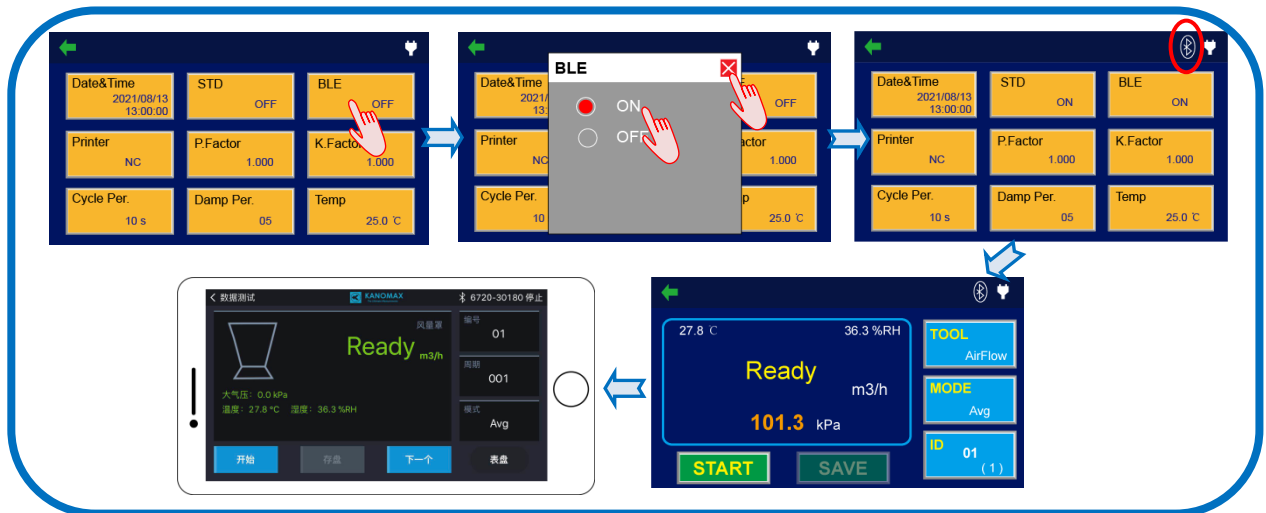 Date&Time
2021/08/13
13:00:00
STD
OFF
BLE
OFF
Printer
NC
P.Factor
1.000
K.Factor
1.000
Cycle Per.
10 s
Damp Per.
05
Temp
25.0 ℃
Date&Time
2021/
13:
BLE
ON
OFF
OFF
Printer
NC
actor
1.000
Cycle Per.
10
p
25.0 ℃
Date&Time
2021/08/13
13:00:00
STD
ON
BLE
ON
Printer
NC
P.Factor
1.000
K.Factor
1.000
Cycle Per.
10 s
Damp Per.
05
Temp
25.0 ℃
数据测试
KANOMAX
6720-30180 停止
风量罩
Ready m3/h
大气压: 0.0 kPa
温度: 27.8 °C 湿度: 36.3 %RH
编号
01
周期
001
模式
Avg
开始
存盘
下一个
表盘
27.8 ℃
36.3 %RH
Ready
m3/h
101.3 kPa
START
SAVE
TOOL
AirFlow
MODE
Avg
ID
01
(1)